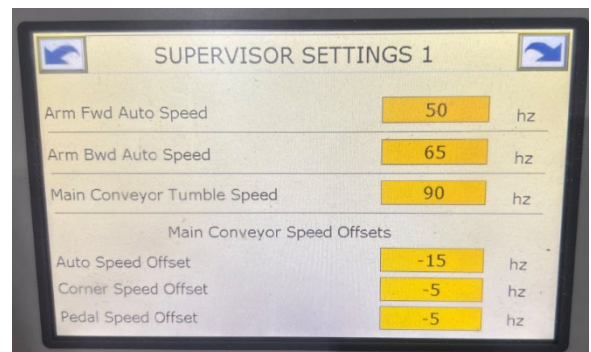 SUPERVISOR SETTINGS 1
Arm Fwd Auto Speed 50 hz
Arm Bwd Auto Speed 65 hz
Main Conveyor Tumble Speed 90 hz
Main Conveyor Speed Offsets
Auto Speed Offset -15 hz
Corner Speed Offset -5 hz
Pedal Speed Offset -5 hz